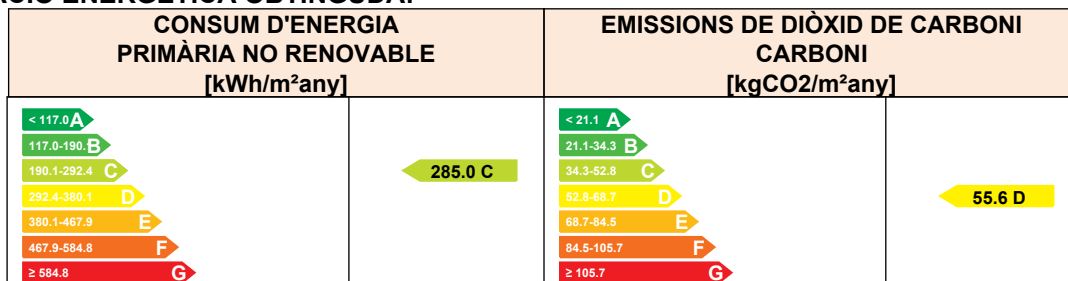 CONSUM D'ENERGIA
PRIMÀRIA NO RENOVABLE
[kWh/m²any]
< 117.0 A
117.0-190. B
190.1-292.4 C
292.4-380.1 D
380.1-467.9 E
467.9-584.8 F
≥ 584.8 G
285.0 C
EMISSIONS DE DIÒXID DE CARBONI
CARBONI
[kgCO2/m²any]
< 21.1 A
21.1-34.3 B
34.3-52.8 C
52.8-68.7 D
68.7-84.5 E
84.5-105.7 F
≥ 105.7 G
55.6 D